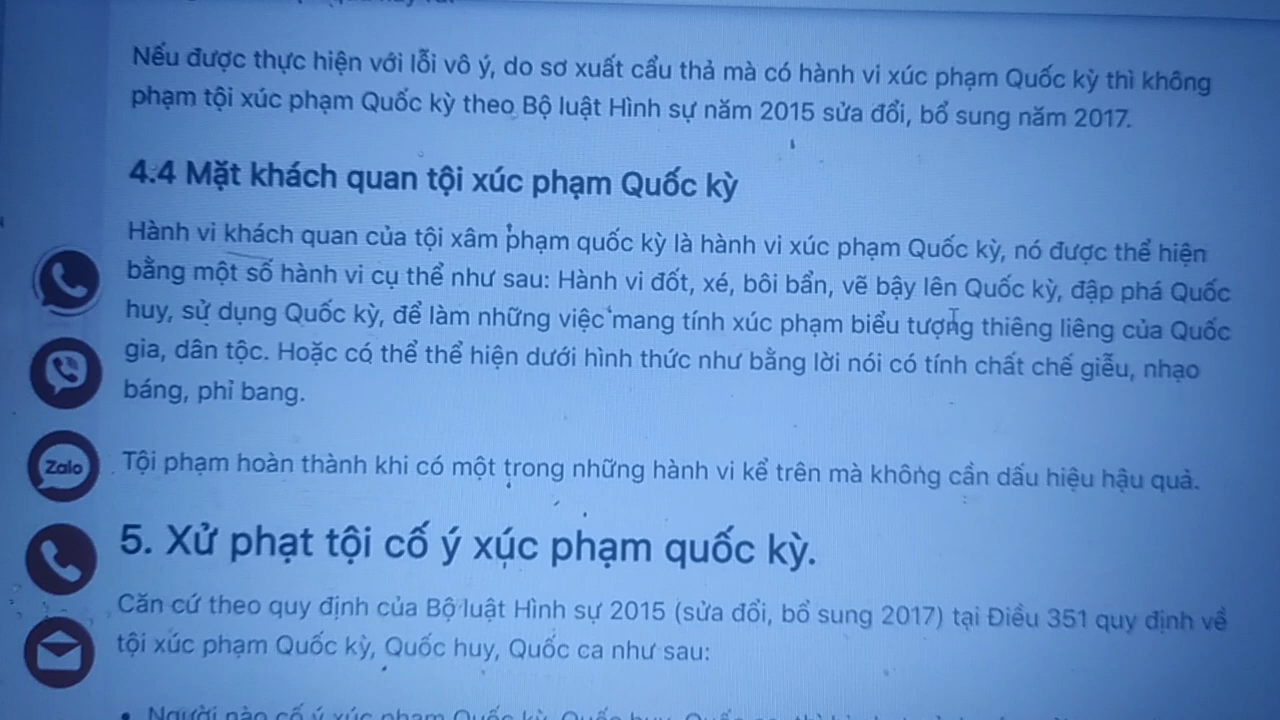 Nếu được thực hiện với lỗi vô ý, do sơ xuất cẩu thả mà có hành vi xúc phạm Quốc kỳ thì không
phạm tội xúc phạm Quốc kỳ theo Bộ luật Hình sự năm 2015 sửa đổi, bổ sung năm 2017.
4.4 Mặt khách quan tội xúc phạm Quốc kỳ
Hành vi khách quan của tội xâm phạm quốc kỳ là hành vi xúc phạm Quốc kỳ, nó được thể hiện
bằng một số hành vi cụ thể như sau: Hành vi đốt, xé, bôi bẩn, vẽ bậy lên Quốc kỳ, đập phá Quốc
huy, sử dụng Quốc kỳ, để làm những việc mang tính xúc phạm biểu tượng thiêng liêng của Quốc
gia, dân tộc. Hoặc có thể thể hiện dưới hình thức như bằng lời nói có tính chất chế giễu, nhạo
báng, phỉ bang.
Zalo
Tội phạm hoàn thành khi có một trong những hành vi kể trên mà không cần dấu hiệu hậu quả.
5. Xử phạt tội cố ý xúc phạm quốc kỳ.
Căn cứ theo quy định của Bộ luật Hình sự 2015 (sửa đổi, bổ sung 2017) tại Điều 351 quy định về
tội xúc phạm Quốc kỳ, Quốc huy, Quốc ca như sau:
• Người nào cố ý xúc phạm Quốc kỳ, Quốc huy, Quốc